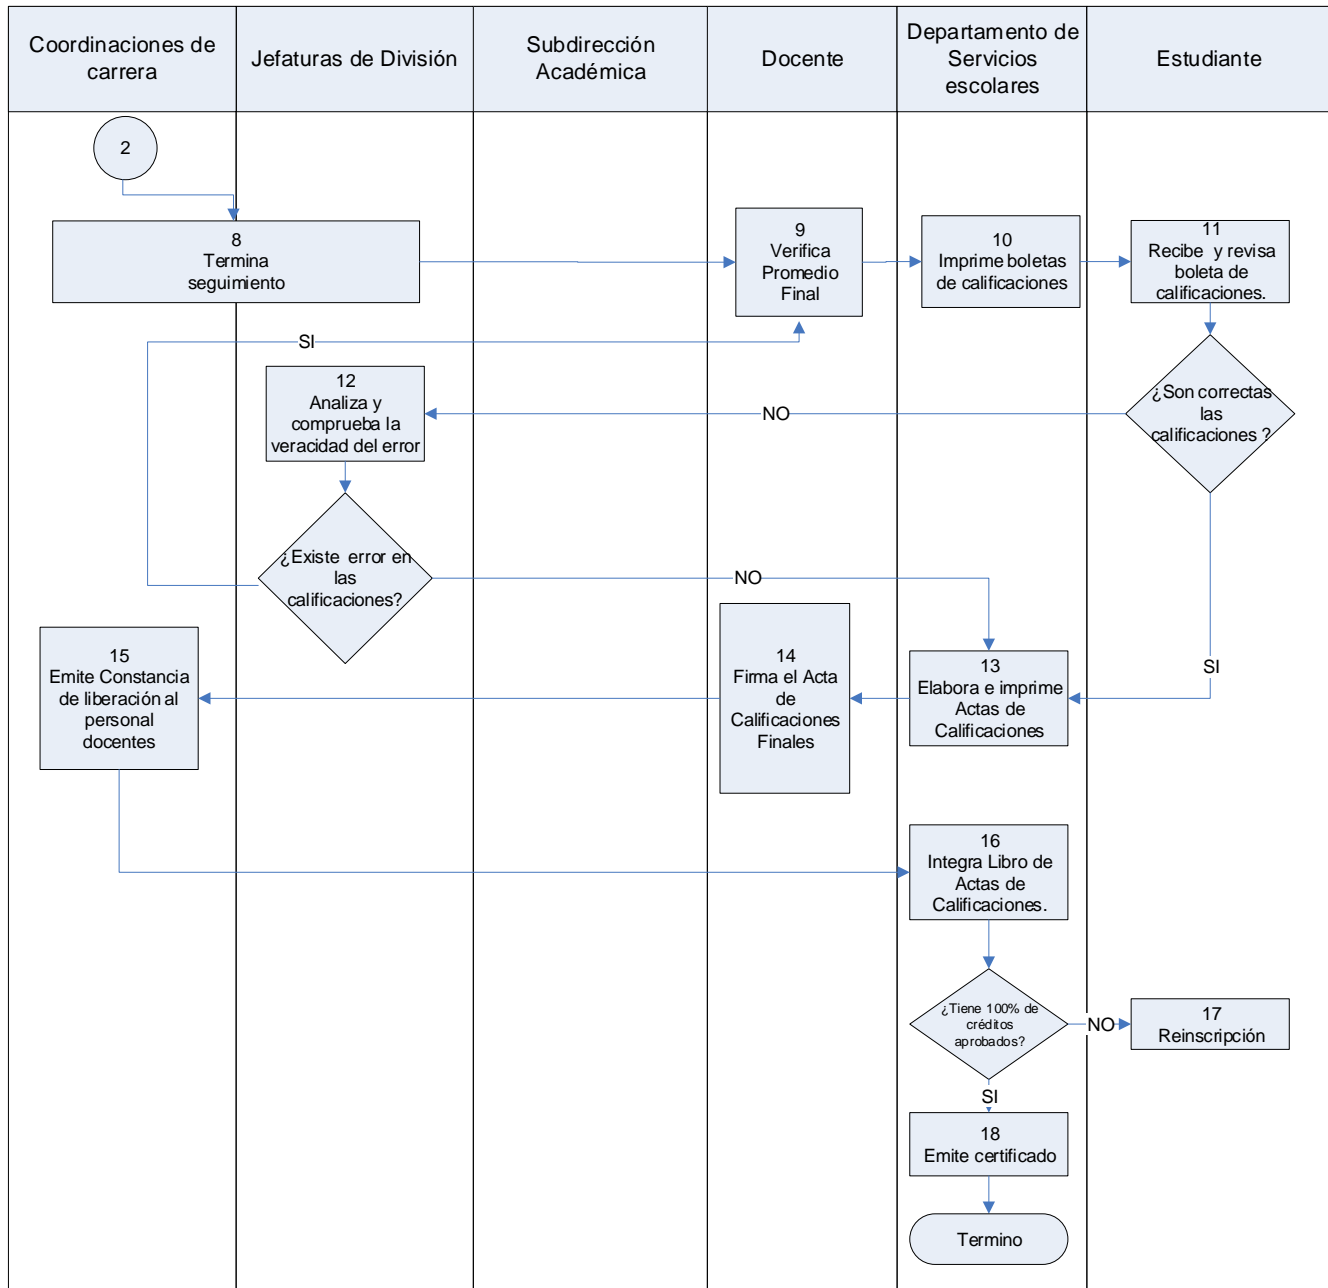 Coordinaciones de
carrera
Jefaturas de División
Subdirección
Académica
Docente
Departamento de
Servicios
escolares
Estudiante
2
8
Termina
seguimiento
9
Verifica
Promedio
Final
10
Imprime boletas
de calificaciones
11
Recibe y revisa
boleta de
calificaciones.
SI
12
Analiza y
comprueba la
veracidad del error
NO
¿Son correctas
las
calificaciones ?
¿Existe error en
las
calificaciones?
NO
SI
15
Emite Constancia
de liberación al
personal
docentes
14
Firma el Acta
de
Calificaciones
Finales
13
Elabora e imprime
Actas de
Calificaciones
16
Integra Libro de
Actas de
Calificaciones.
¿Tiene 100% de
créditos
aprobados?
NO
17
Reinscripción
SI
18
Emite certificado
Termino